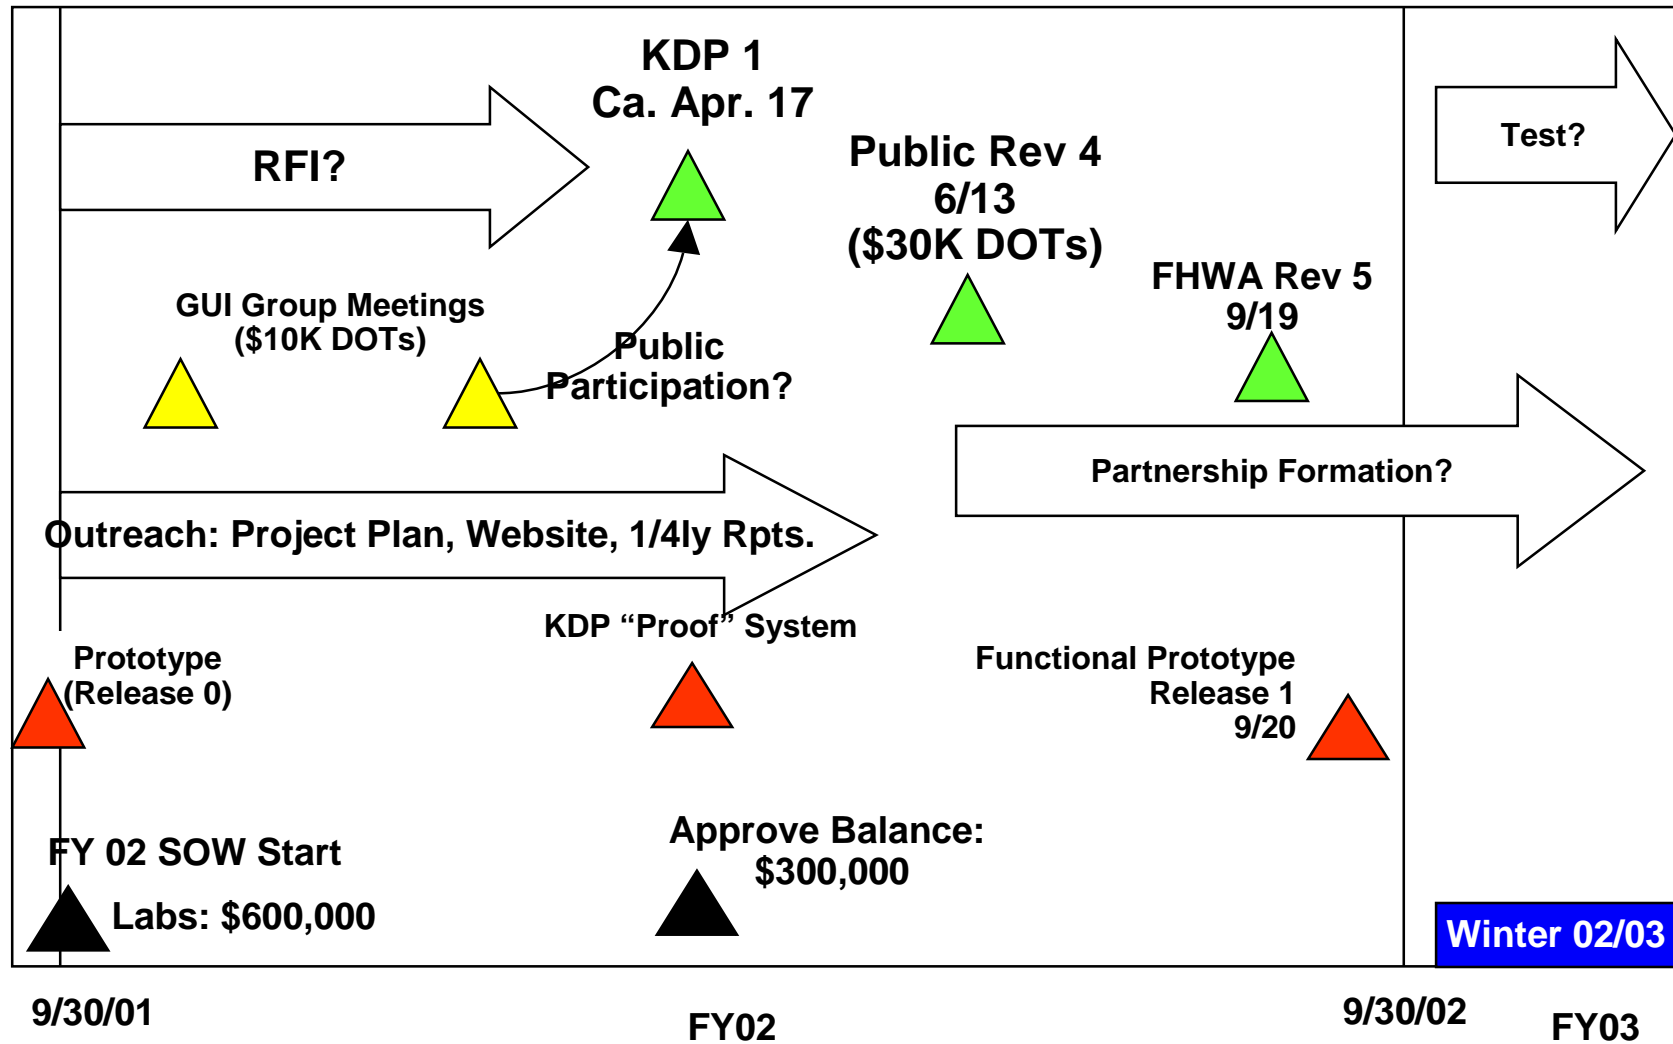 KDP 1
Ca. Apr. 17
RFI?
Test?
Public Rev 4
6/13
($30K DOTs)
FHWA Rev 5
9/19
GUI Group Meetings
($10K DOTs)
Public
Participation?
Partnership Formation?
Outreach: Project Plan, Website, 1/4ly Rpts.
KDP “Proof” System
Prototype
(Release 0)
Functional Prototype
Release 1
9/20
FY 02 SOW Start
Labs: $600,000
Approve Balance:
$300,000
Winter 02/03
9/30/01
FY02
9/30/02
FY03